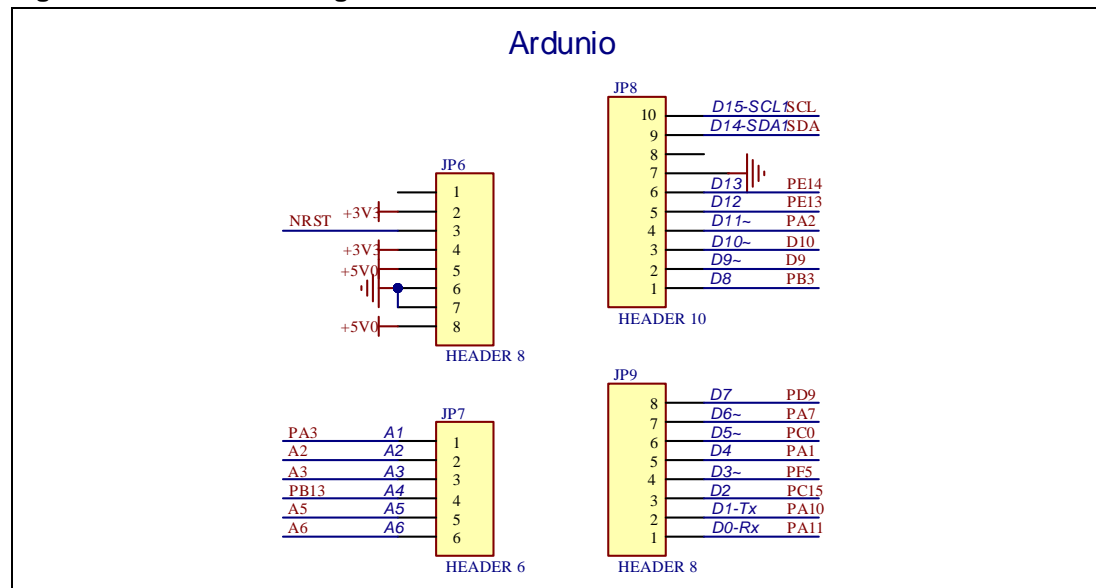 Ardunio
JP6
1
+3V3 2
NRST 3
+3V3 4
+5V0 5
6
7
+5V0 8
HEADER 8
JP7
PA3 A1 1
A2 A2 2
A3 A3 3
PB13 A4 4
A5 A5 5
A6 A6 6
HEADER 6
JP8
10 D15-SCL1 SCL
9 D14-SDA1 SDA
8
7
6 D13 PE14
5 D12 PE13
4 D11~ PA2
3 D10~ D10
2 D9~ D9
1 D8 PB3
HEADER 10
JP9
8 D7 PD9
7 D6~ PA7
6 D5~ PC0
5 D4 PA1
4 D3~ PF5
3 D2 PC15
2 D1-Tx PA10
1 D0-Rx PA11
HEADER 8